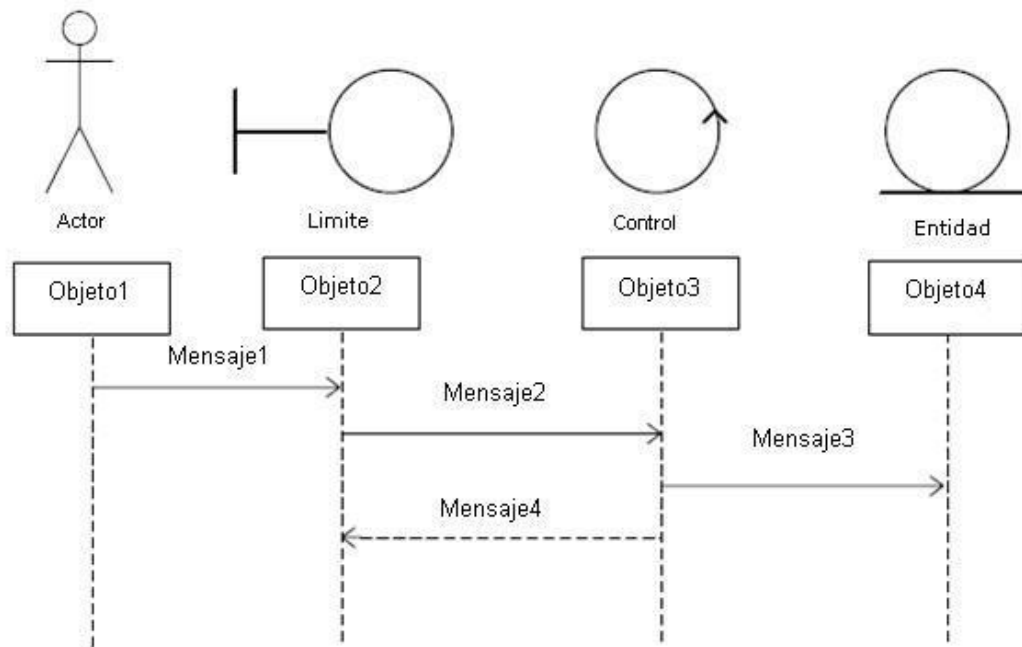 Actor
Limite
Control
Entidad
Objeto1
Objeto2
Objeto3
Objeto4
Mensaje1
Mensaje2
Mensaje3
Mensaje4